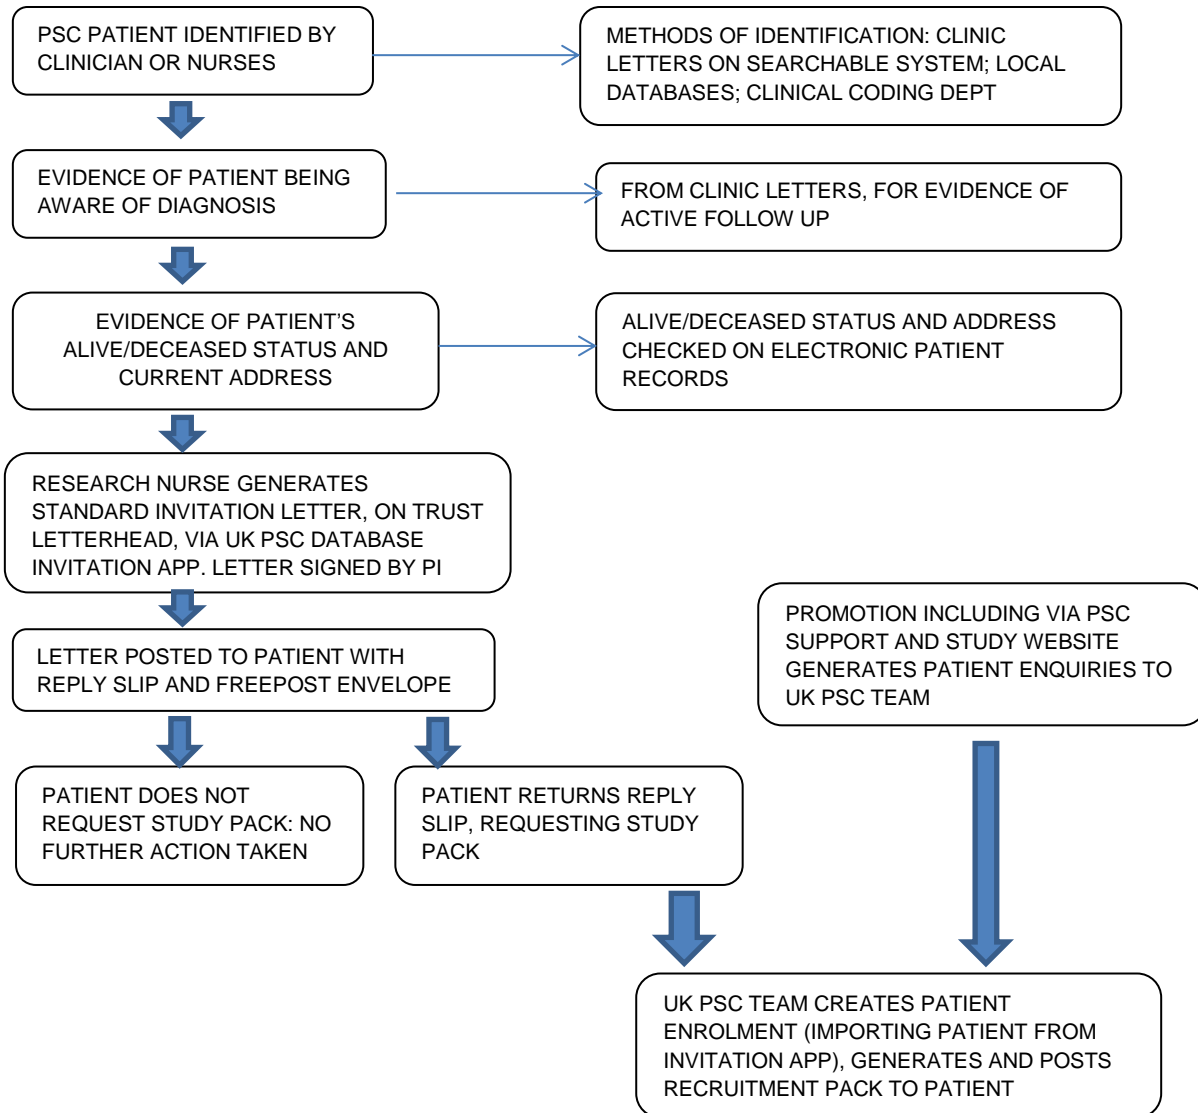 PSC PATIENT IDENTIFIED BY
CLINICIAN OR NURSES
METHODS OF IDENTIFICATION: CLINIC
LETTERS ON SEARCHABLE SYSTEM; LOCAL
DATABASES; CLINICAL CODING DEPT
EVIDENCE OF PATIENT BEING
AWARE OF DIAGNOSIS
FROM CLINIC LETTERS, FOR EVIDENCE OF
ACTIVE FOLLOW UP
EVIDENCE OF PATIENT’S
ALIVE/DECEASED STATUS AND
CURRENT ADDRESS
ALIVE/DECEASED STATUS AND ADDRESS
CHECKED ON ELECTRONIC PATIENT
RECORDS
RESEARCH NURSE GENERATES
STANDARD INVITATION LETTER, ON TRUST
LETTERHEAD, VIA UK PSC DATABASE
INVITATION APP. LETTER SIGNED BY PI
LETTER POSTED TO PATIENT WITH
REPLY SLIP AND FREEPOST ENVELOPE
PROMOTION INCLUDING VIA PSC
SUPPORT AND STUDY WEBSITE
GENERATES PATIENT ENQUIRIES TO
UK PSC TEAM
PATIENT DOES NOT
REQUEST STUDY PACK: NO
FURTHER ACTION TAKEN
PATIENT RETURNS REPLY
SLIP, REQUESTING STUDY
PACK
UK PSC TEAM CREATES PATIENT
ENROLMENT (IMPORTING PATIENT FROM
INVITATION APP), GENERATES AND POSTS
RECRUITMENT PACK TO PATIENT